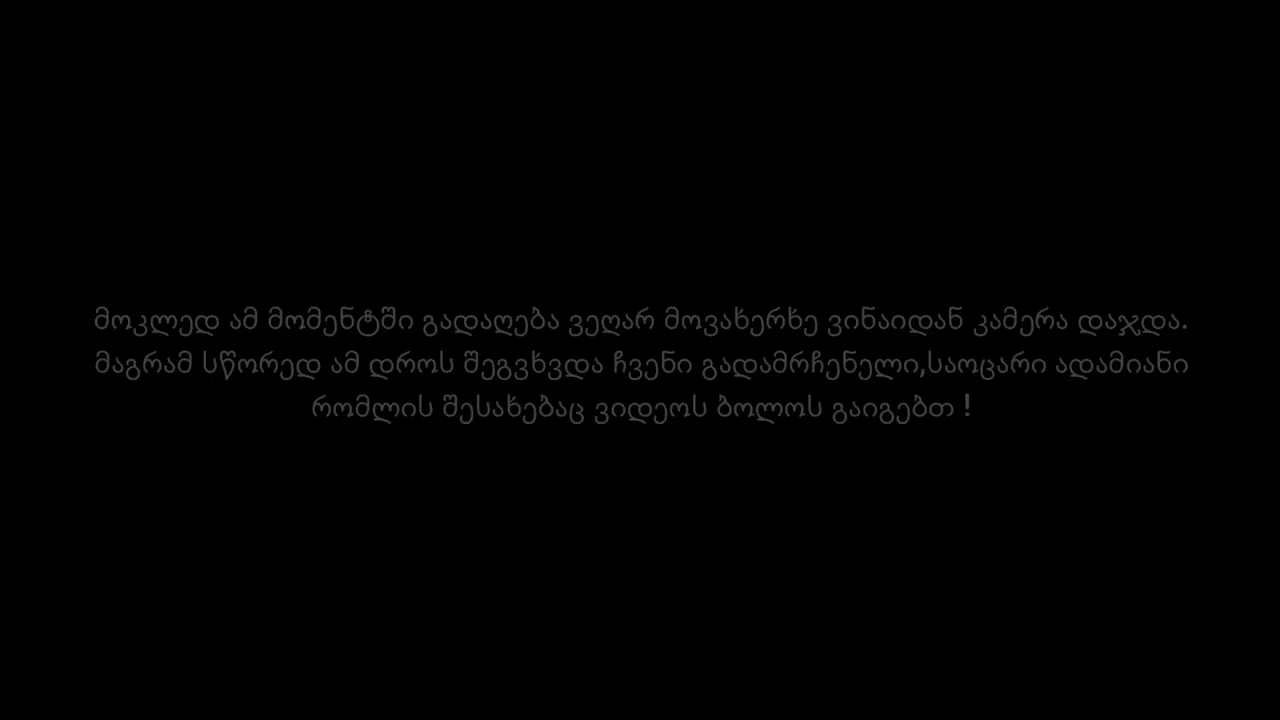 მოკლედ ამ მომენტში გადაღება ვეღარ მოვახერხე ვინაიდან კამერა დაჯდა.
მაგრამ სწორედ ამ დროს შეგვხვდა ჩვენი გადამრჩენელი,საოცარი ადამიანი
რომლის შესახებაც ვიდეოს ბოლოს გაიგებთ !